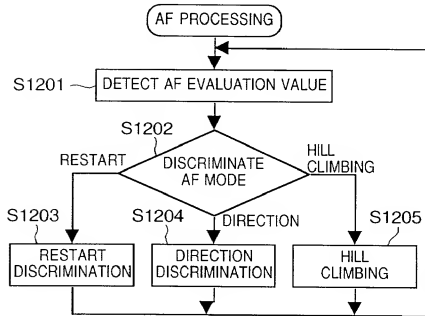 AF PROCESSING
S1201
DETECT AF EVALUATION VALUE
S1202
RESTART
DISCRIMINATE
AF MODE
HILL
CLIMBING
S1203
S1204
DIRECTION
S1205
RESTART
DISCRIMINATION
DIRECTION
DISCRIMINATION
HILL
CLIMBING